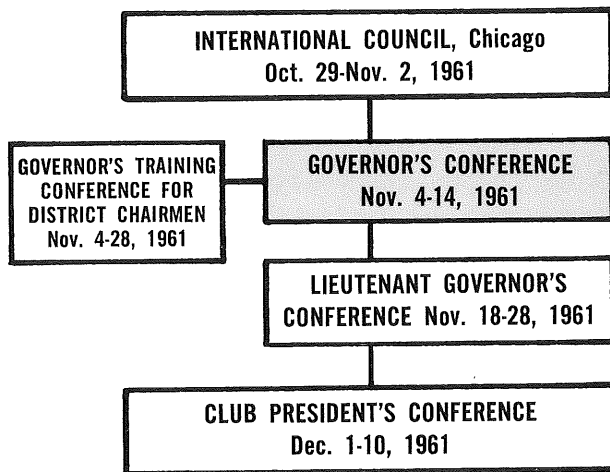 INTERNATIONAL COUNCIL, Chicago
Oct. 29-Nov. 2, 1961
GOVERNOR'S TRAINING
CONFERENCE FOR
DISTRICT CHAIRMEN
Nov. 4-28, 1961
GOVERNOR'S CONFERENCE
Nov. 4-14, 1961
LIEUTENANT GOVERNOR'S
CONFERENCE Nov. 18-28, 1961
CLUB PRESIDENT'S CONFERENCE
Dec. 1-10, 1961